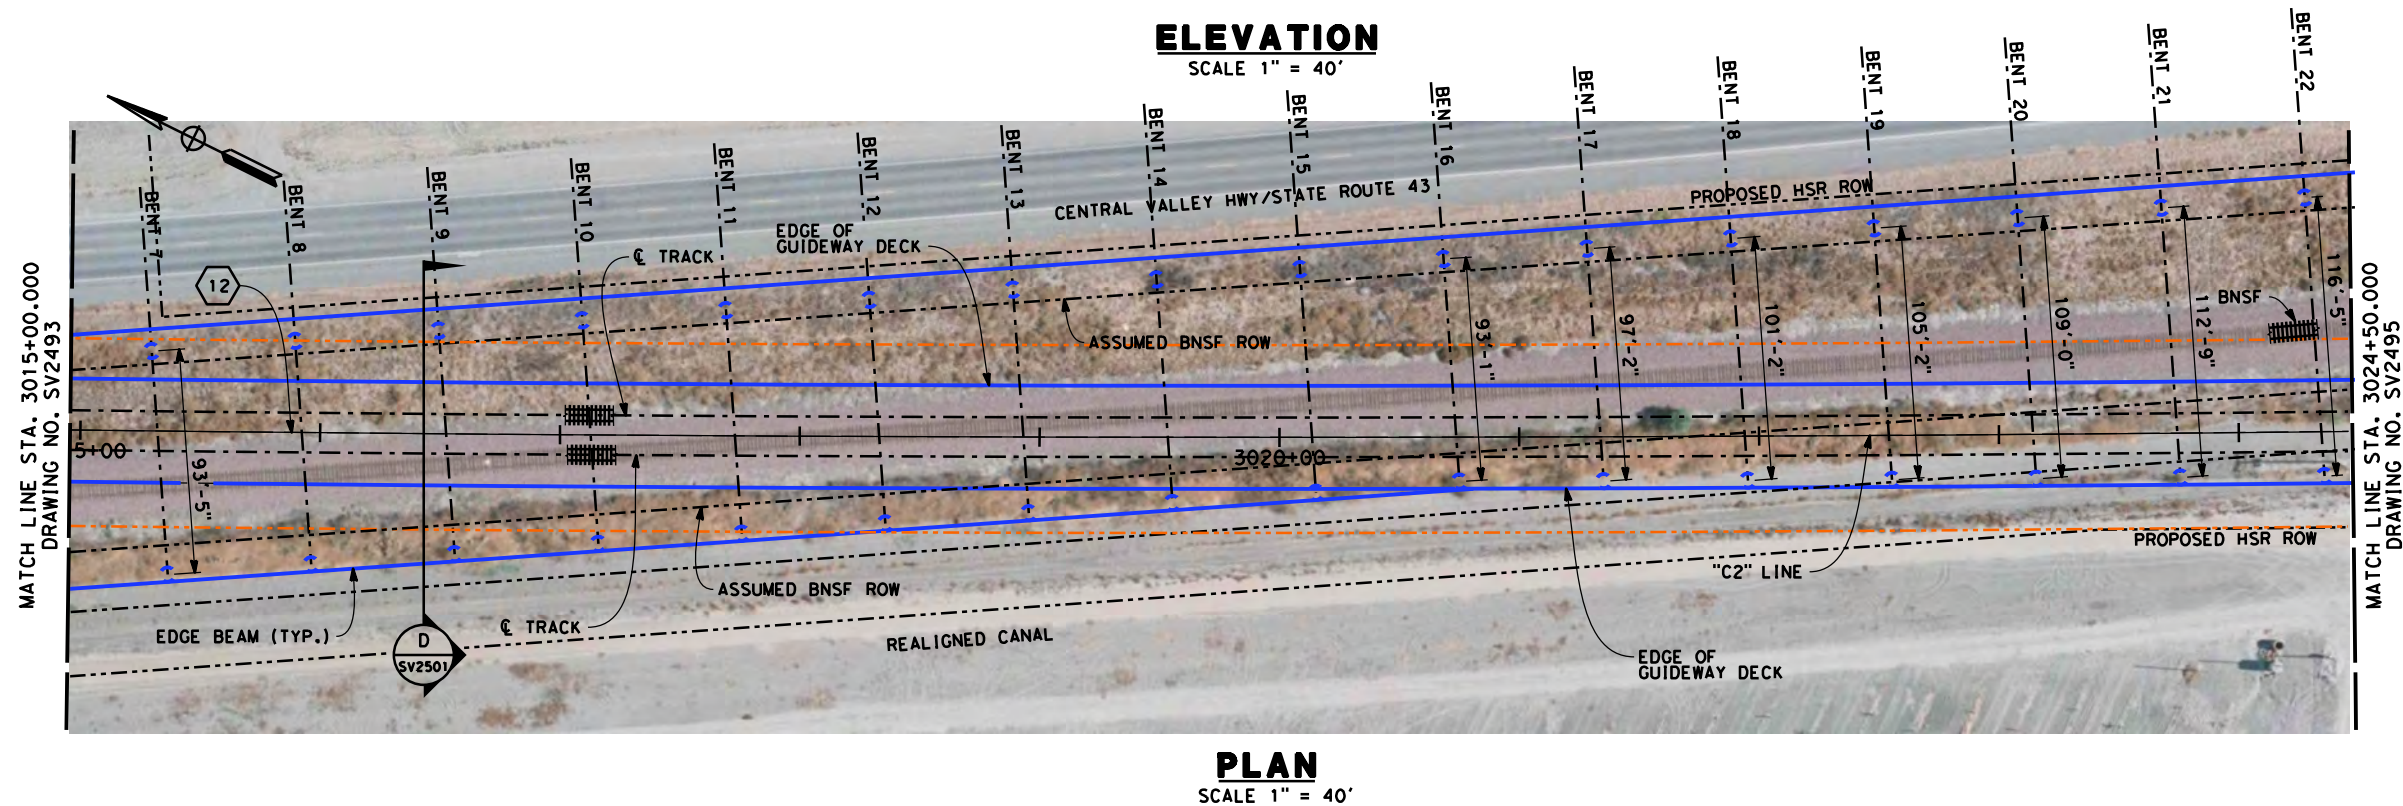 ELEVATION
SCALE 1" = 40'
BENT 7
BENT 8
BENT 9
BENT 10
BENT 11
BENT 12
BENT 13
BENT 14
BENT 15
BENT 16
BENT 17
BENT 18
BENT 19
BENT 20
BENT 21
BENT 22
CENTRAL VALLEY HWY/STATE ROUTE 43
PROPOSED HSR ROW
EDGE OF
GUIDEWAY DECK
℄ TRACK
12
BNSF
ASSUMED BNSF ROW
MATCH LINE STA. 3015+00.000
DRAWING NO. SV2493
MATCH LINE STA. 3024+50.000
DRAWING NO. SV2495
93'-5"
93'-1"
97'-2"
101'-2"
105'-2"
109'-0"
112'-9"
116'-5"
5+00
3020+00
PROPOSED HSR ROW
"C2" LINE
ASSUMED BNSF ROW
℄ TRACK
EDGE BEAM (TYP.)
D
SV2501
REALIGNED CANAL
EDGE OF
GUIDEWAY DECK
PLAN
SCALE 1" = 40'